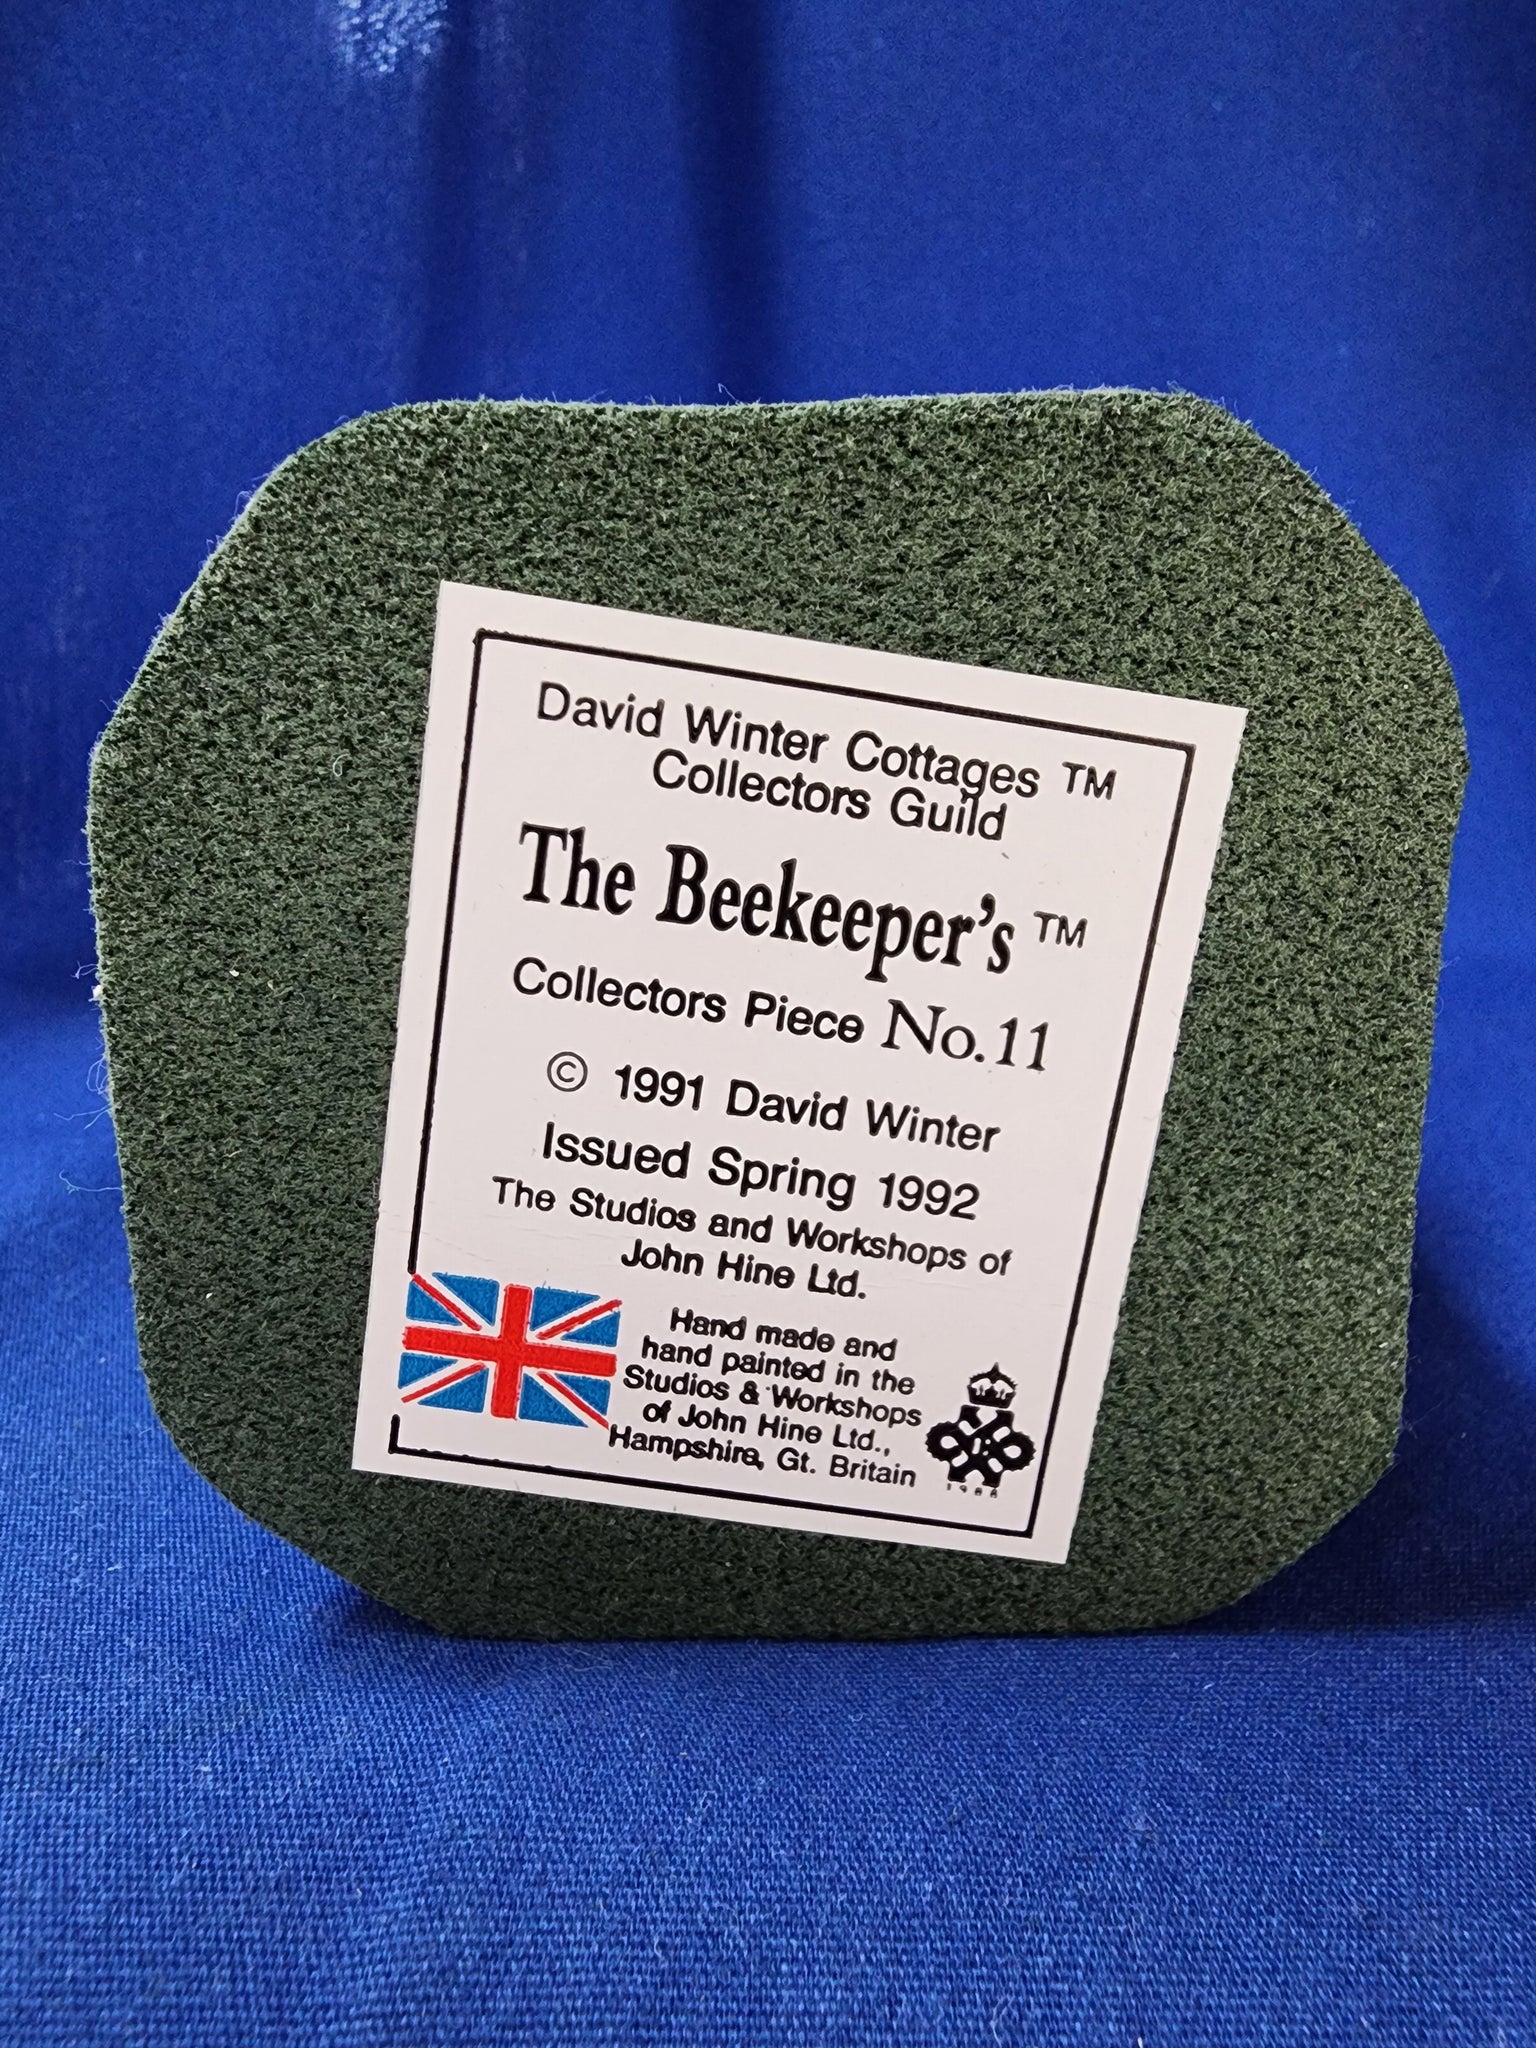 David Winter Cottages ™
Collectors Guild
The Beekeeper's ™
Collectors Piece No.11
© 1991 David Winter
Issued Spring 1992
The Studios and Workshops of
John Hine Ltd.
Hand made and
hand painted in the
Studios & Workshops
of John Hine Ltd.,
Hampshire, Gt. Britain
1988